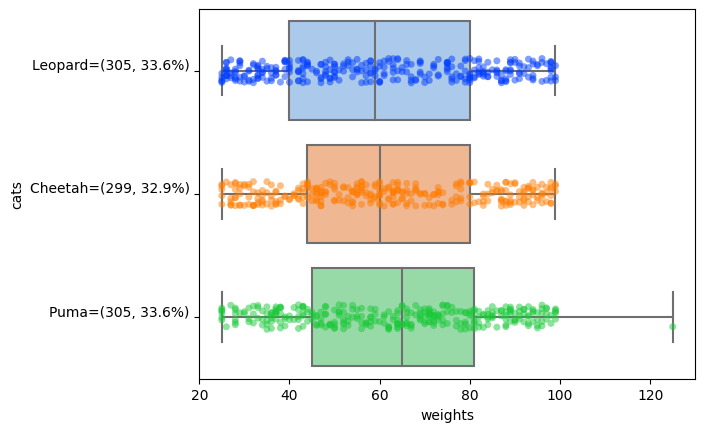 Leopard=(305, 33.6%)
Cheetah=(299, 32.9%)
Puma=(305, 33.6%)
cats
20 40 60 80 100 120
weights